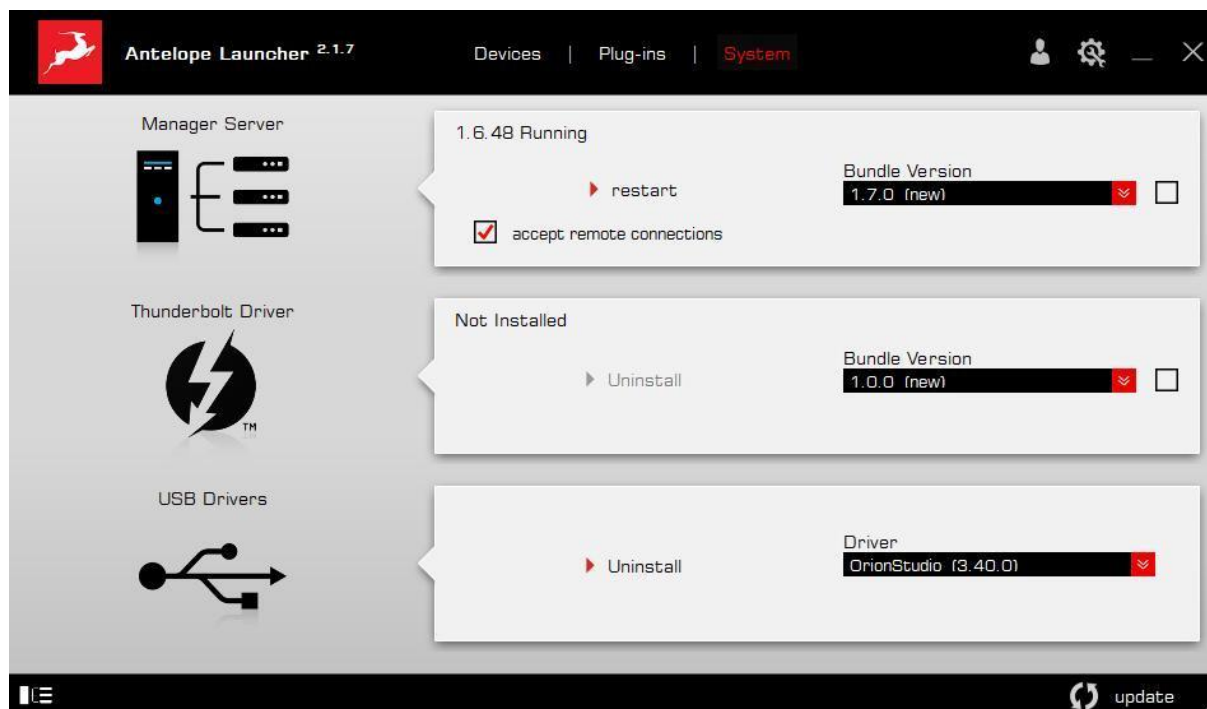 Antelope Launcher 2.1.7
Devices | Plug-ins | System
Manager Server
1.6.48 Running
restart
Bundle Version
1.7.0 (new)
accept remote connections
Thunderbolt Driver
TM
Not Installed
Uninstall
Bundle Version
1.0.0 (new)
USB Drivers
Uninstall
Driver
OrionStudio (3.40.0)
update